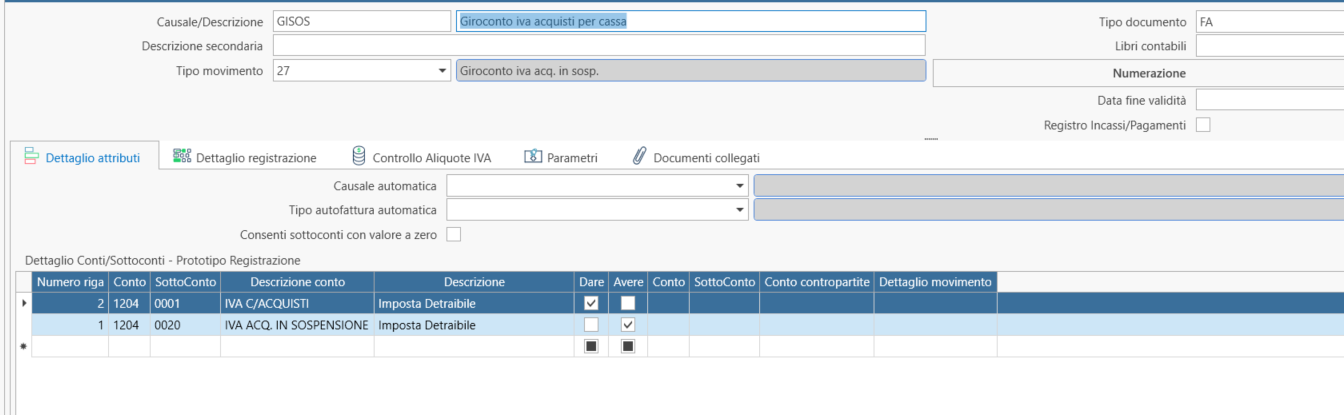 Causale/Descrizione GISOS Giroconto iva acquisti per cassa Tipo documento FA
Descrizione secondaria Libri contabili
Tipo movimento 27 Giroconto iva acq. in sosp. Numerazione
Data fine validità
Registro Incassi/Pagamenti
Dettaglio attributi Dettaglio registrazione Controllo Aliquote IVA Parametri Documenti collegati
Causale automatica
Tipo autofattura automatica
Consenti sottoconti con valore a zero
Dettaglio Conti/Sottoconti - Prototipo Registrazione
Numero riga Conto SottoConto Descrizione conto Descrizione Dare Avere Conto SottoConto Conto contropartite Dettaglio movimento
2 1204 0001 IVA C/ACQUISTI Imposta Detraibile
1 1204 0020 IVA ACQ. IN SOSPENSIONE Imposta Detraibile